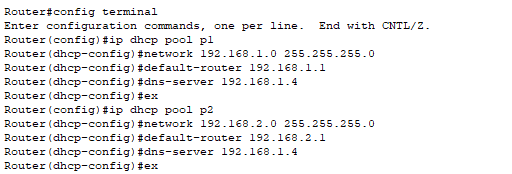 Router#config terminal
Enter configuration commands, one per line.  End with CNTL/Z.
Router(config)#ip dhcp pool p1
Router(dhcp-config)#network 192.168.1.0 255.255.255.0
Router(dhcp-config)#default-router 192.168.1.1
Router(dhcp-config)#dns-server 192.168.1.4
Router(dhcp-config)#ex
Router(config)#ip dhcp pool p2
Router(dhcp-config)#network 192.168.2.0 255.255.255.0
Router(dhcp-config)#default-router 192.168.2.1
Router(dhcp-config)#dns-server 192.168.1.4
Router(dhcp-config)#ex